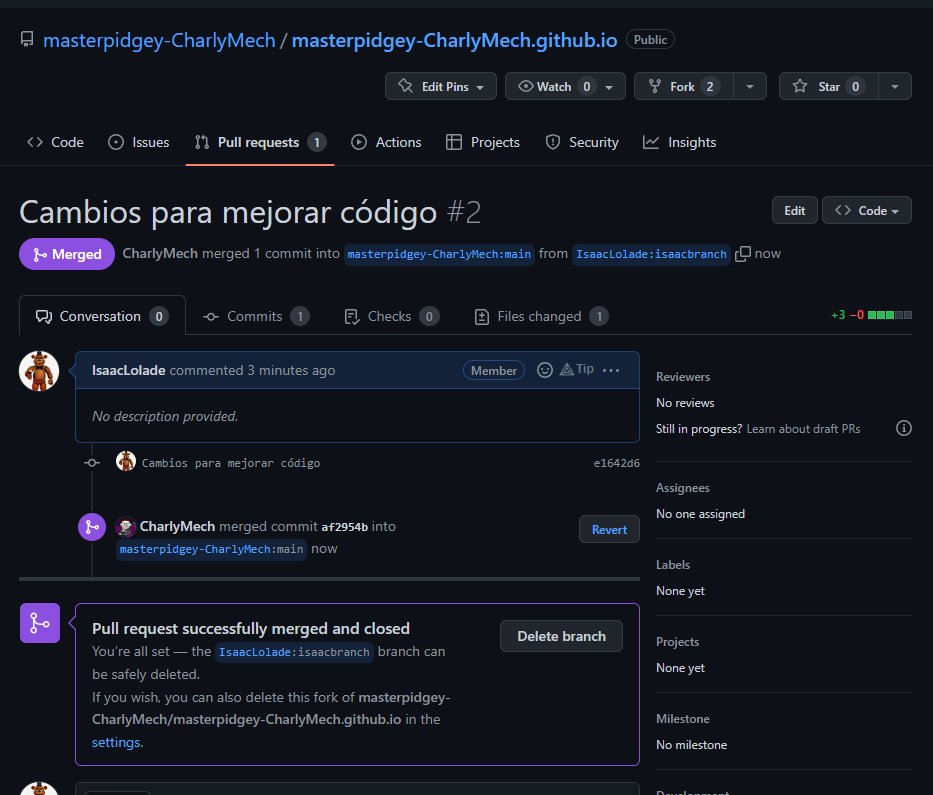 masterpidgey-CharlyMech / masterpidgey-CharlyMech.github.io Public
Edit Pins Watch 0 Fork 2 Star 0
Code Issues Pull requests 1 Actions Projects Security Insights
Cambios para mejorar código #2
Edit Code
Merged CharlyMech merged 1 commit into masterpidgey-CharlyMech:main from IsaacLolade:isaacbranch now
Conversation 0 Commits 1 Checks 0 Files changed 1 +3 −0
IsaacLolade commented 3 minutes ago Member Tip ...
No description provided.
Cambios para mejorar código e1642d6
CharlyMech merged commit af2954b into
masterpidgey-CharlyMech:main now
Revert
Pull request successfully merged and closed
You're all set — the IsaacLolade:isaacbranch branch can
be safely deleted.
If you wish, you can also delete this fork of masterpidgey-
CharlyMech/masterpidgey-CharlyMech.github.io in the
settings.
Delete branch
Reviewers
No reviews
Still in progress? Learn about draft PRs
Assignees
No one assigned
Labels
None yet
Projects
None yet
Milestone
No milestone
Development